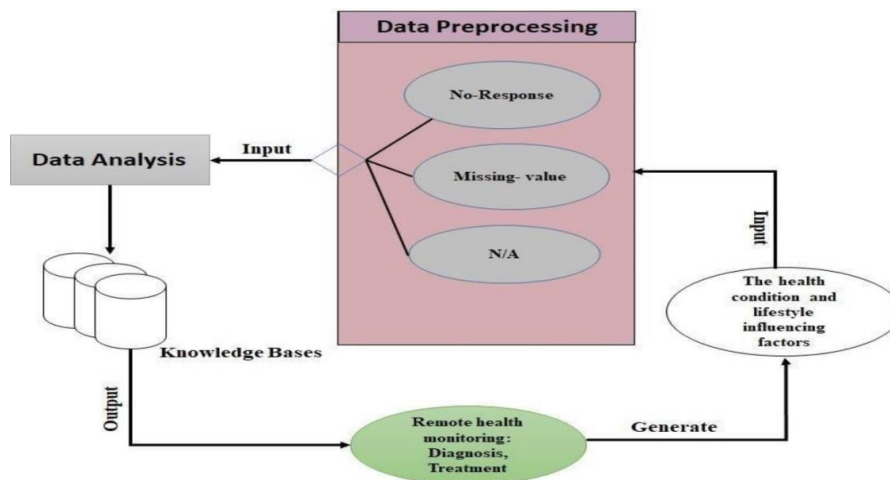 Data Preprocessing
No-Response
Input
Data Analysis
Missing- value
Input
N/A
The health
condition and
lifestyle
influencing
factors
Knowledge Bases
Output
Remote health
monitoring:
Diagnosis,
Treatment
Generate